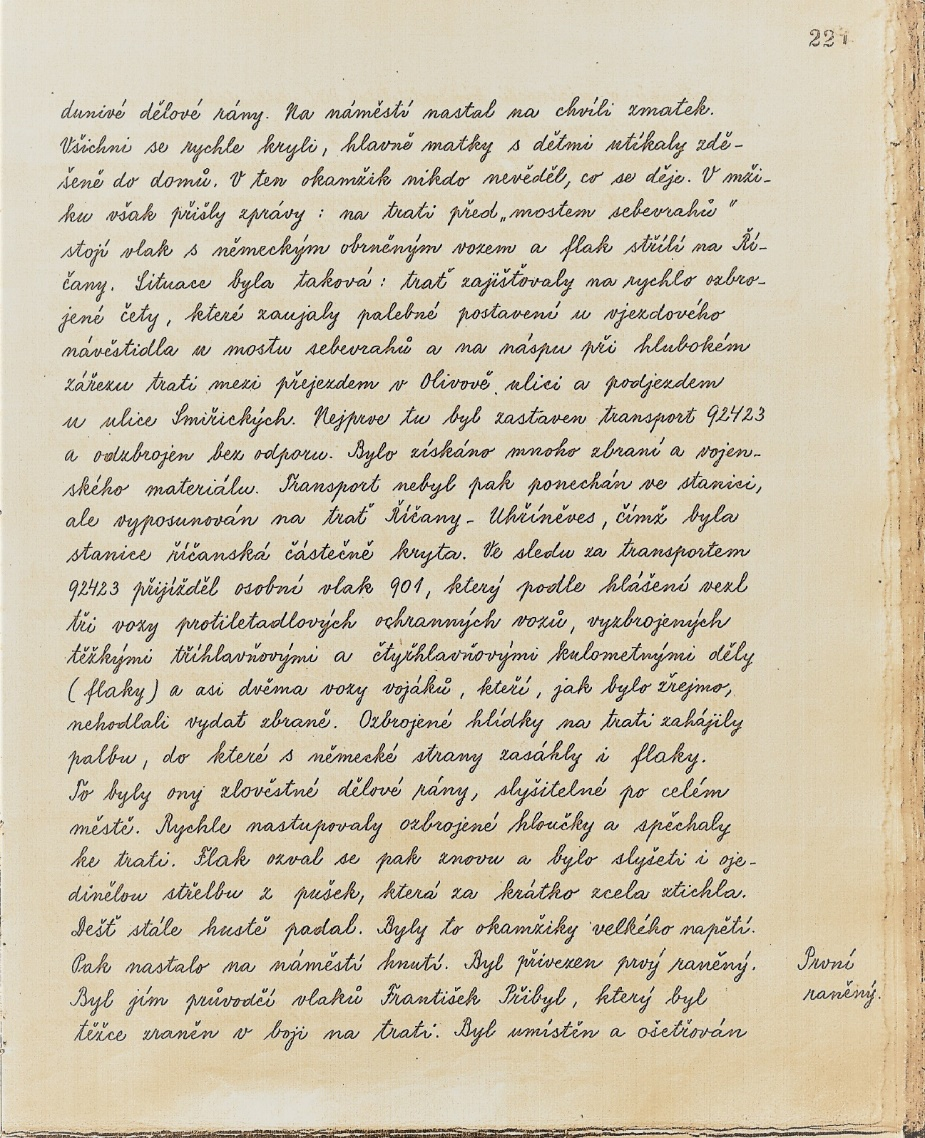 221
dunivé dělové rány. Na náměstí nastal na chvíli zmatek.
Všichni se rychle kryli, hlavně matky s dětmi utíkaly zdě-
šeně do domů. V ten okamžik nikdo nevěděl, co se děje. V mži-
ku však přišly zprávy : na trati před „mostem sebevrahů"
stojí vlak s německým obrněným vozem a flak střílí na Ří-
čany. Situace byla taková : trať zajišťovaly na rychlo ozbro-
jené čety, které zaujaly palebné postavení u vjezdového
návěstidla u mostu sebevrahů a na náspu při hlubokém
zářezu trati mezi přejezdem v Olivově ulici a podjezdem
u ulice Smiřických. Nejprve tu byl zastaven transport 92423
a odzbrojen bez odporu. Bylo získáno mnoho zbraní a vojen-
ského materiálu. Transport nebyl pak ponechán ve stanici,
ale vyposunován na trať Říčany - Uhříněves, čímž byla
stanice říčanská částečně kryta. Ve sledu za transportem
92423 přijížděl osobní vlak 901, který podle hlášení vezl
tři vozy protiletadlových ochranných vozů, vyzbrojených
těžkými tříhlavňovými a čtyřhlavňovými kulometnými děly
(flaky) a asi dvěma vozy vojáků, kteří, jak bylo zřejmo,
nehodlali vydat zbraně. Ozbrojené hlídky na trati zahájily
palbu, do které s německé strany zasáhly i flaky.
To byly ony zlověstné dělové rány, slyšitelné po celém
městě. Rychle nastupovaly ozbrojené hloučky a spěchaly
ke trati. Flak ozval se pak znovu a bylo slyšeti i oje-
dinělou střelbu z pušek, která za krátko zcela ztichla.
Dešť stále hustě padal. Byly to okamžiky velkého napětí.
Pak nastalo na náměstí hnutí. Byl přivezen prvý raněný.
Byl jím průvodčí vlaků František Přibyl, který byl
těžce zraněn v boji na trati. Byl umístěn a ošetřován
První
raněný.